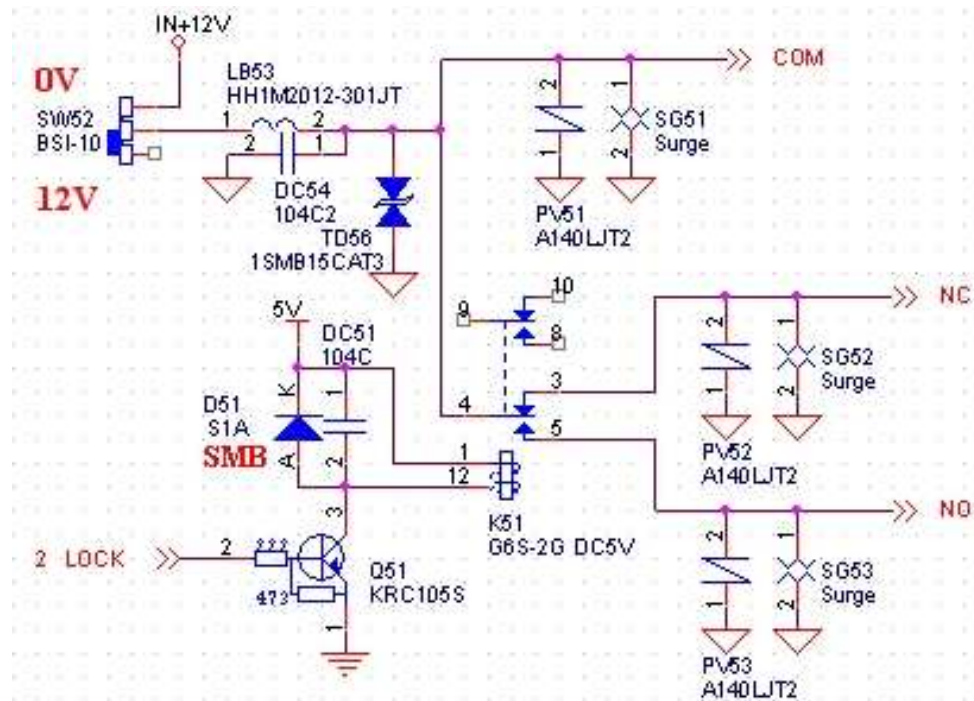 IN+12V
0V
SW52
BSI-10
12V
LB53
HH1M2012-301JT
1
2
2
1
DC54
104C2
TD56
1SMB15CAT3
COM
2
1
1
2
SG51
Surge
PV51
A140LJT2
5V
DC51
104C
K
1
D51
S1A
SMB
A
2
3
9
10
8
4
3
5
1
12
K51
G6S-2G DC5V
NC
2
1
1
2
SG52
Surge
PV52
A140LJT2
NO
2
1
1
2
SG53
Surge
PV53
A140LJT2
2 LOCK
2
222
473
Q51
KRC105S
1